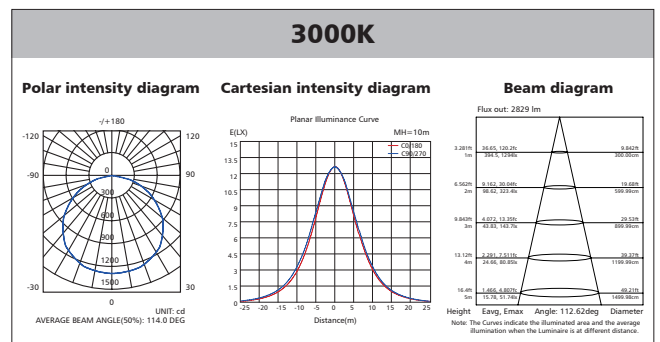 3000K
Polar intensity diagram
Cartesian intensity diagram
Beam diagram
-/+180
-120
120
-90
90
0
300
600
900
1200
1500
-30
30
0
UNIT: cd
AVERAGE BEAM ANGLE(50%): 114.0 DEG
Planar Illuminance Curve
E(LX)
MH=10m
C0/180
C90/270
15
13.5
12
10.5
9
7.5
6
4.5
3
1.5
0
-25 -20 -15 -10 -5 0 5 10 15 20 25
Distance(m)
Flux out: 2829 lm
3.281ft 36.65, 120.2fc 9.842ft
1m 394.5, 1294lx 300.00cm
6.562ft 9.162, 30.04fc 19.68ft
2m 98.62, 323.4lx 599.99cm
9.843ft 4.072, 13.35fc 29.53ft
3m 43.83, 143.7lx 899.99cm
13.12ft 2.291, 7.511fc 39.37ft
4m 24.66, 80.85lx 1199.99cm
16.4ft 1.466, 4.807fc 49.21ft
5m 15.78, 51.74lx 1499.98cm
Height Eavg, Emax Angle: 112.62deg Diameter
Note: The Curves indicate the illuminated area and the average
illumination when the Luminaire is at different distance.